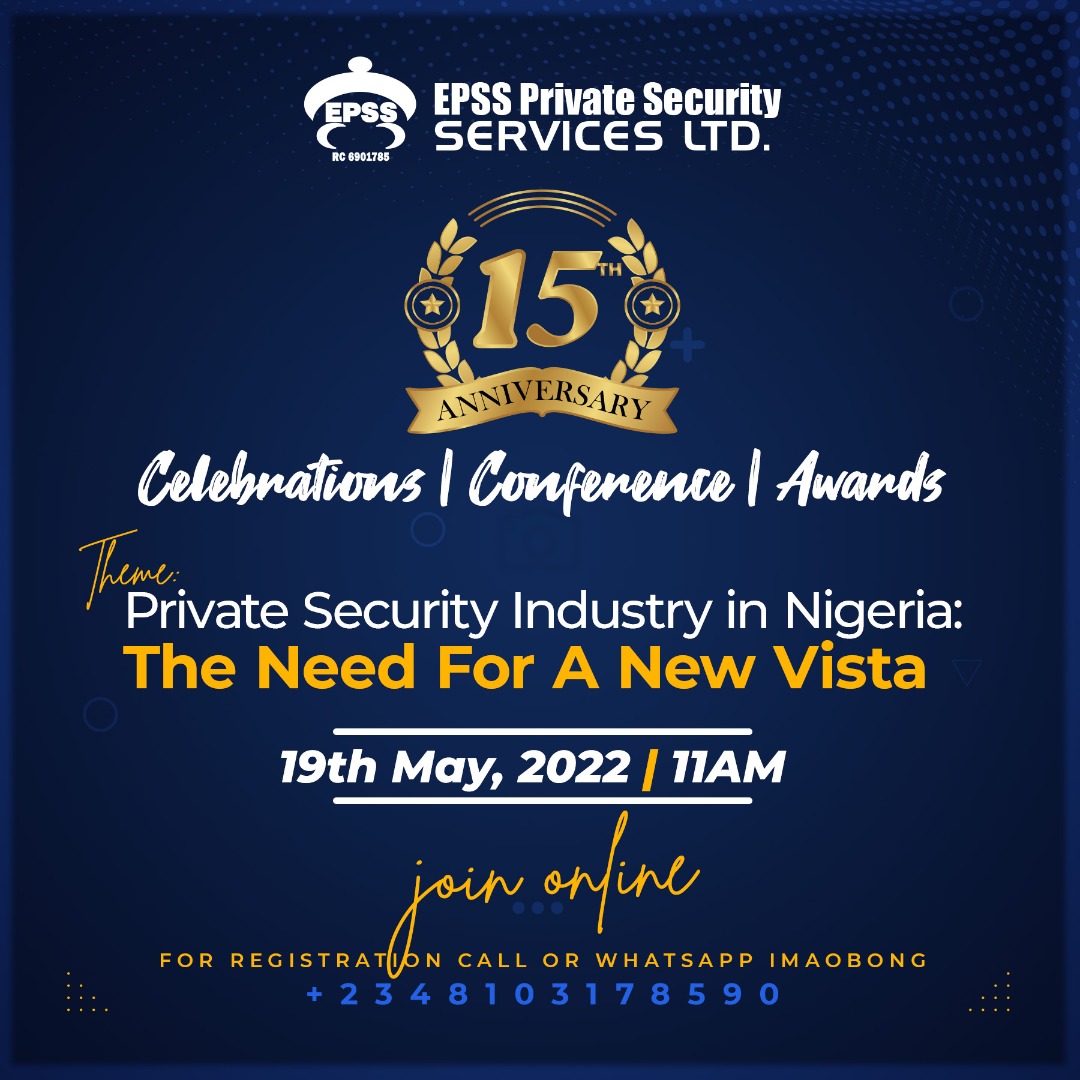 EPSS
RC 6901785
EPSS Private Security
SERVICES LTD.
15TH
ANNIVERSARY
Celebrations | Conference | Awards
Theme:
Private Security Industry in Nigeria:
The Need For A New Vista
19th May, 2022 / 11AM
join online
FOR REGISTRATION CALL OR WHATSAPP IMAOBONG
+2348103178590